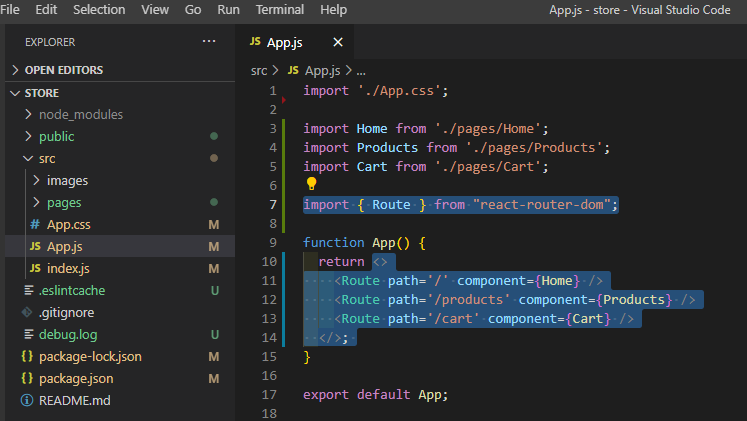 File Edit Selection View Go Run Terminal Help App.js - store - Visual Studio Code
EXPLORER ···
OPEN EDITORS
STORE
node_modules
public
src
images
pages
# App.css M
JS App.js M
JS index.js M
.eslintcache U
.gitignore
debug.log U
{} package-lock.json M
{} package.json M
README.md
JS App.js ×
src > JS App.js > ...
1 import './App.css';
2
3 import Home from './pages/Home';
4 import Products from './pages/Products';
5 import Cart from './pages/Cart';
6
7 import { Route } from "react-router-dom";
8
9 function App() {
10 return <>
11 <Route path='/' component={Home} />
12 <Route path='/products' component={Products} />
13 <Route path='/cart' component={Cart} />
14 </>;
15 }
16
17 export default App;
18